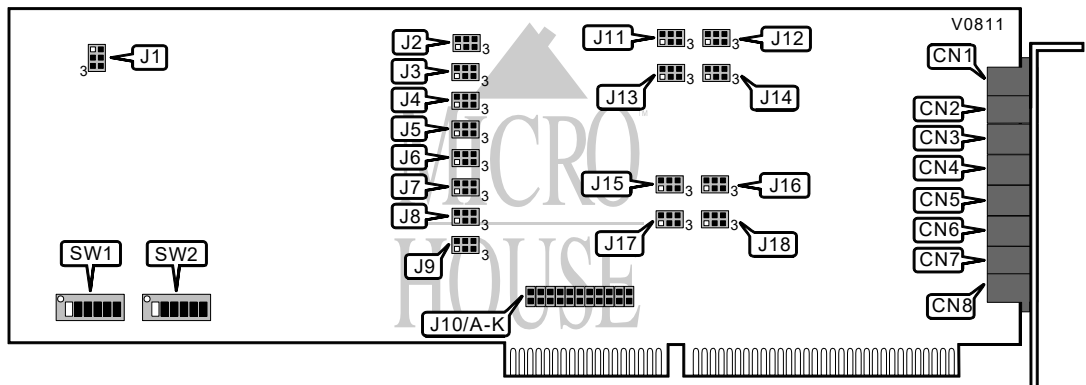 V0811
J1
3
J2
3
J3
3
J4
3
J5
3
J6
3
J7
3
J8
3
J9
3
J10/A-K
J11
3
J12
3
J13
3
J14
3
J15
3
J16
3
J17
3
J18
3
SW1
SW2
CN1
CN2
CN3
CN4
CN5
CN6
CN7
CN8
MICRO
HOUSE
™